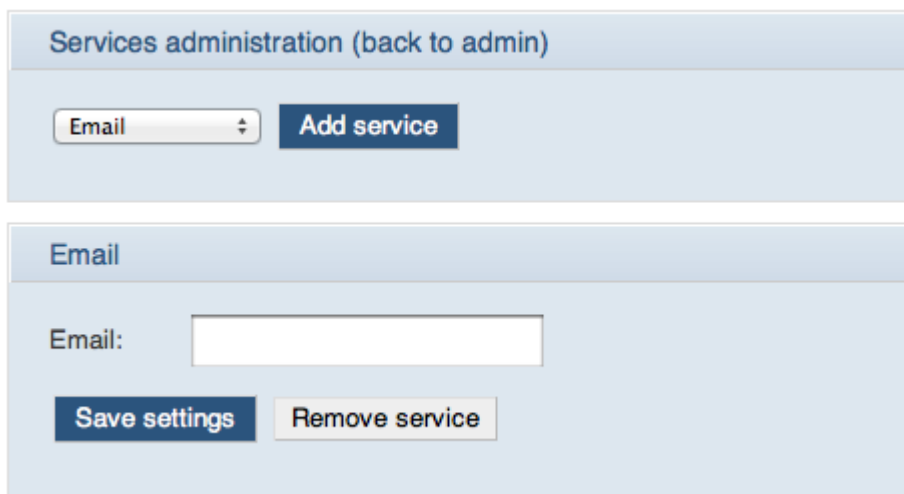 Services administration (back to admin)
Email Add service
Email
Email:
Save settings Remove service